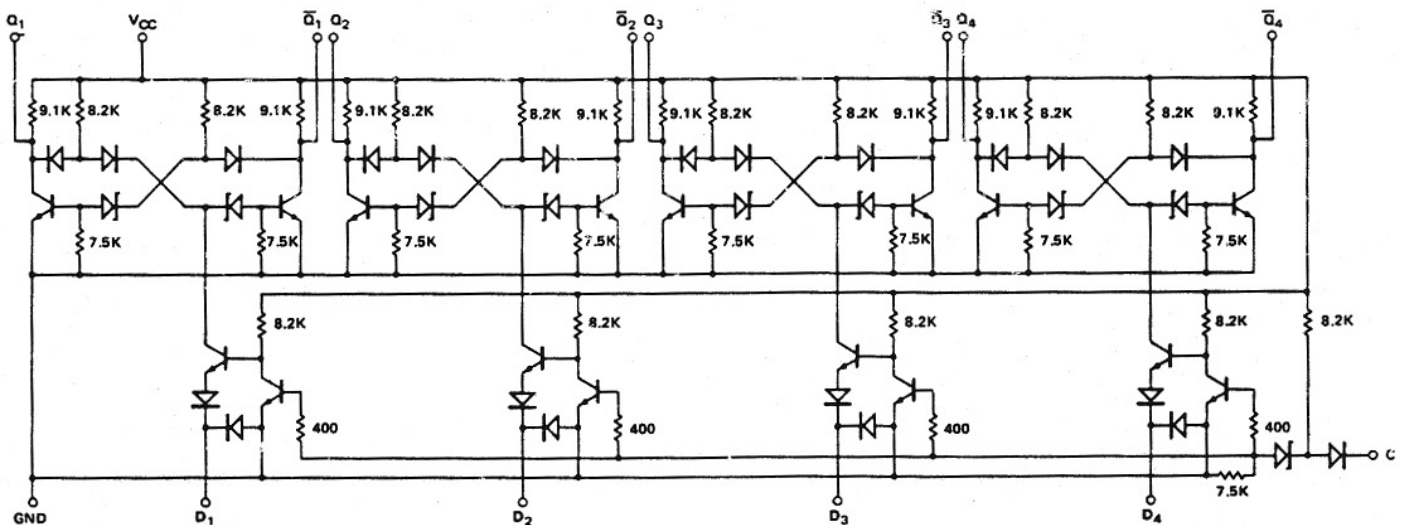 Q1 VCC Q̅1 Q2 Q̅2 Q3 Q̅3 Q4 Q̅4
9.1K 8.2K 8.2K 9.1K 9.1K 8.2K 8.2K 9.1K 9.1K 8.2K 8.2K 9.1K 9.1K 8.2K 8.2K 9.1K
7.5K 7.5K 7.5K 7.5K 7.5K 7.5K 7.5K 7.5K
8.2K 8.2K 8.2K 8.2K 8.2K
400 400 400 400
C
7.5K
GND D1 D2 D3 D4